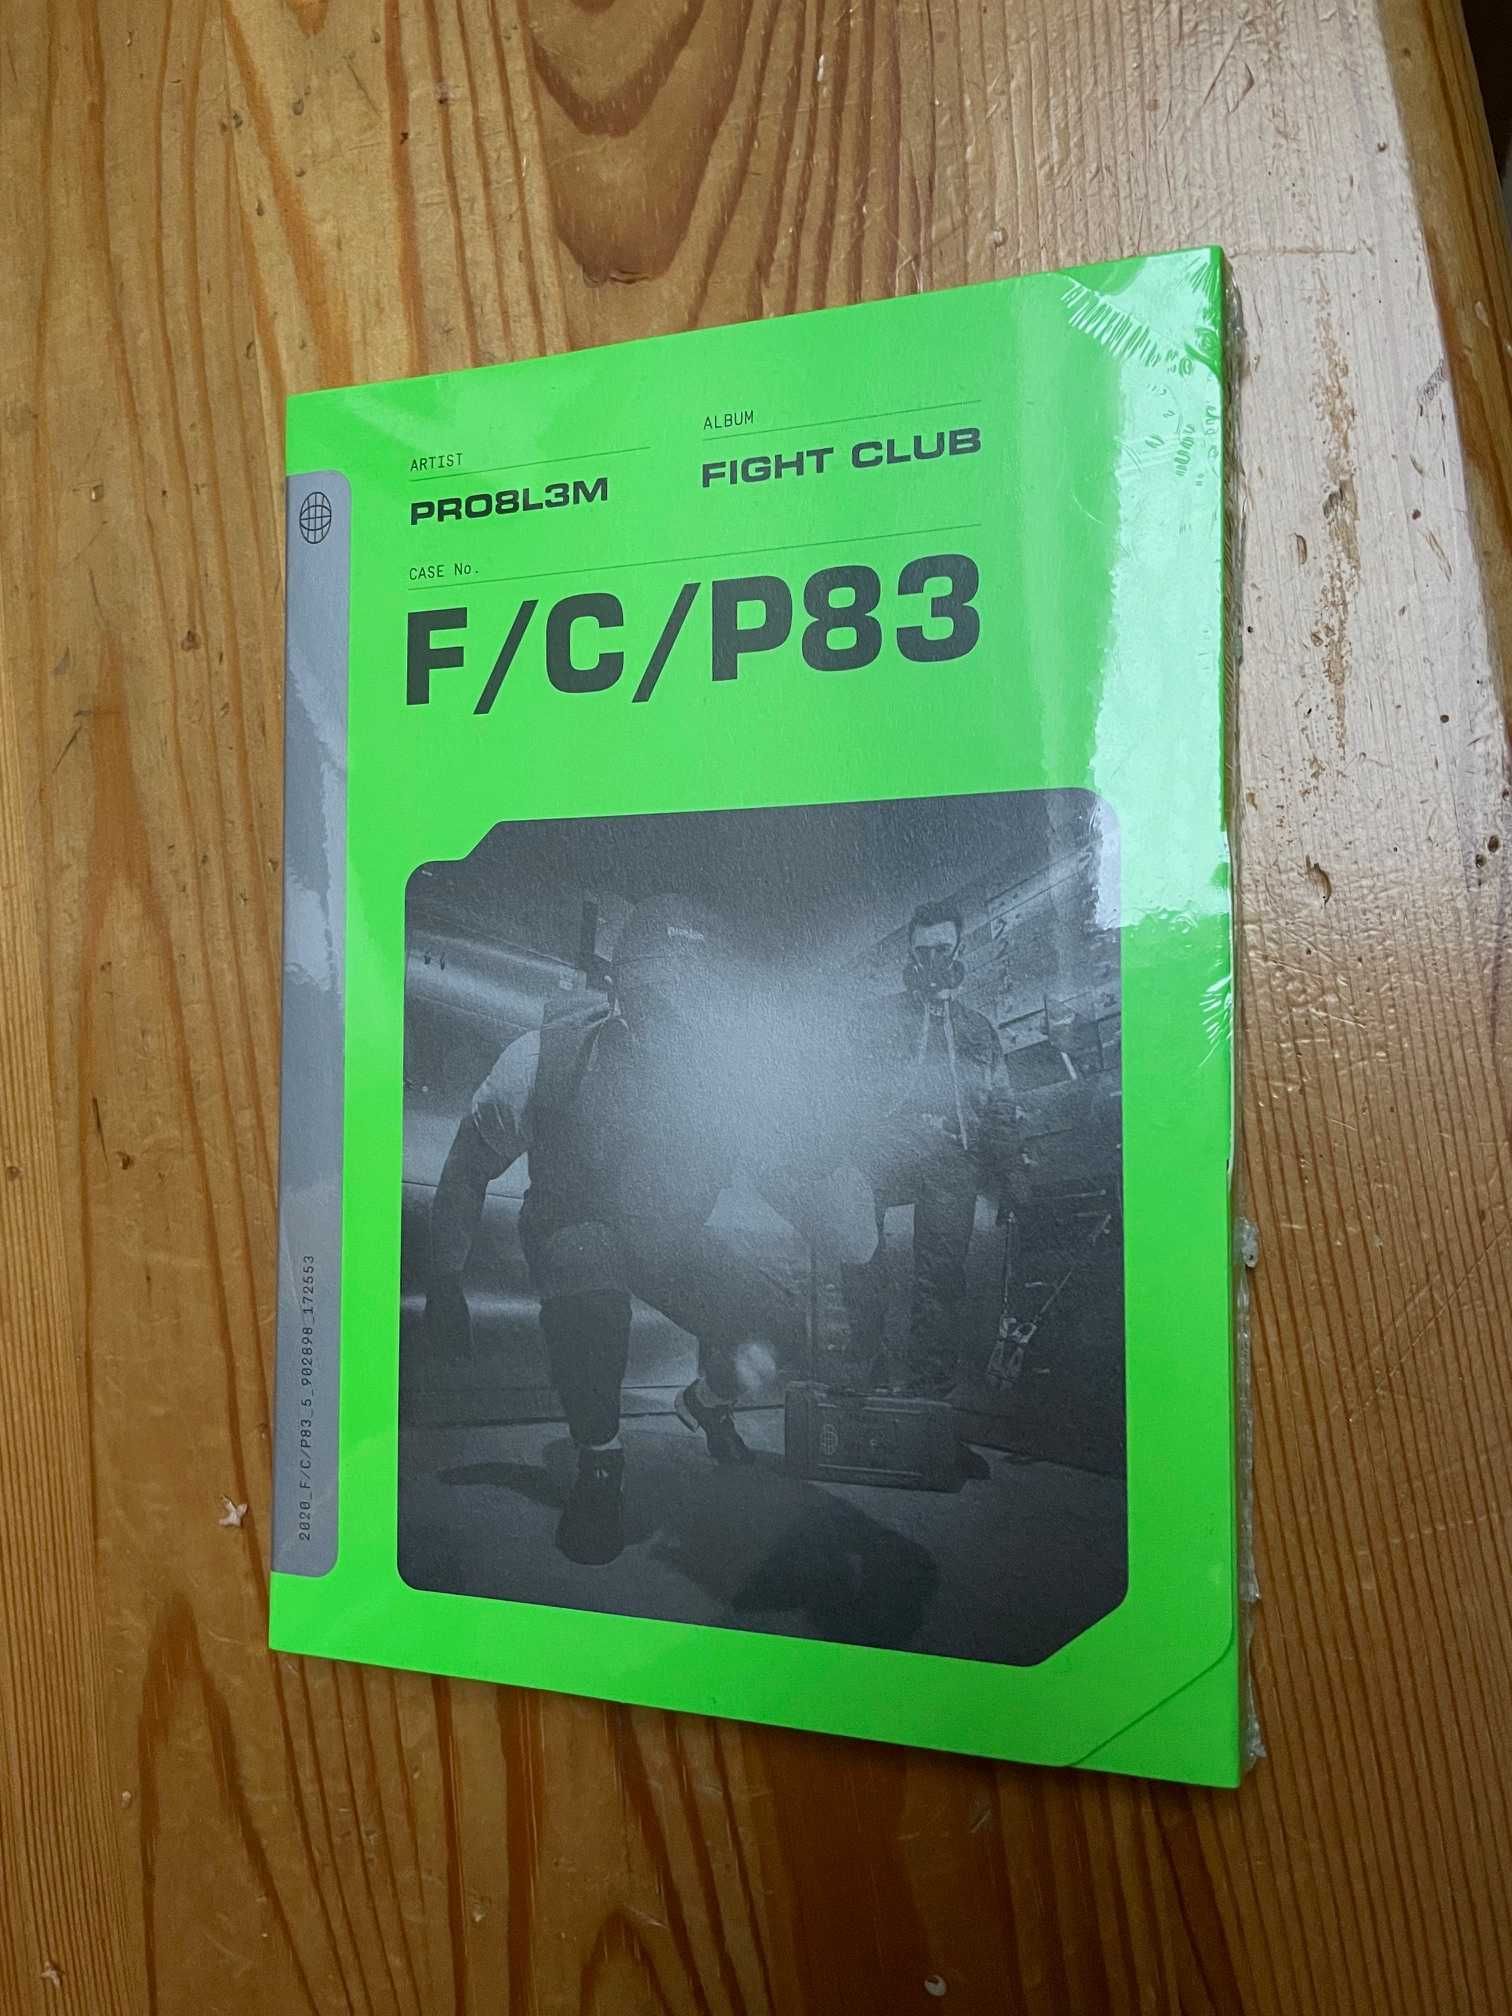 ARTIST
PRO8L3M
ALBUM
FIGHT CLUB
CASE No.
F/C/P83
2020_F/C/P83_5_902898_172553